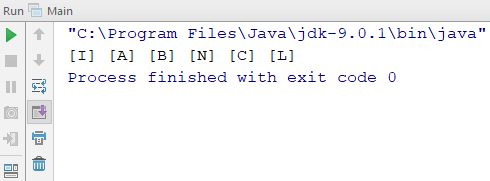 Run Main
"C:\Program Files\Java\jdk-9.0.1\bin\java"
[I] [A] [B] [N] [C] [L]
Process finished with exit code 0